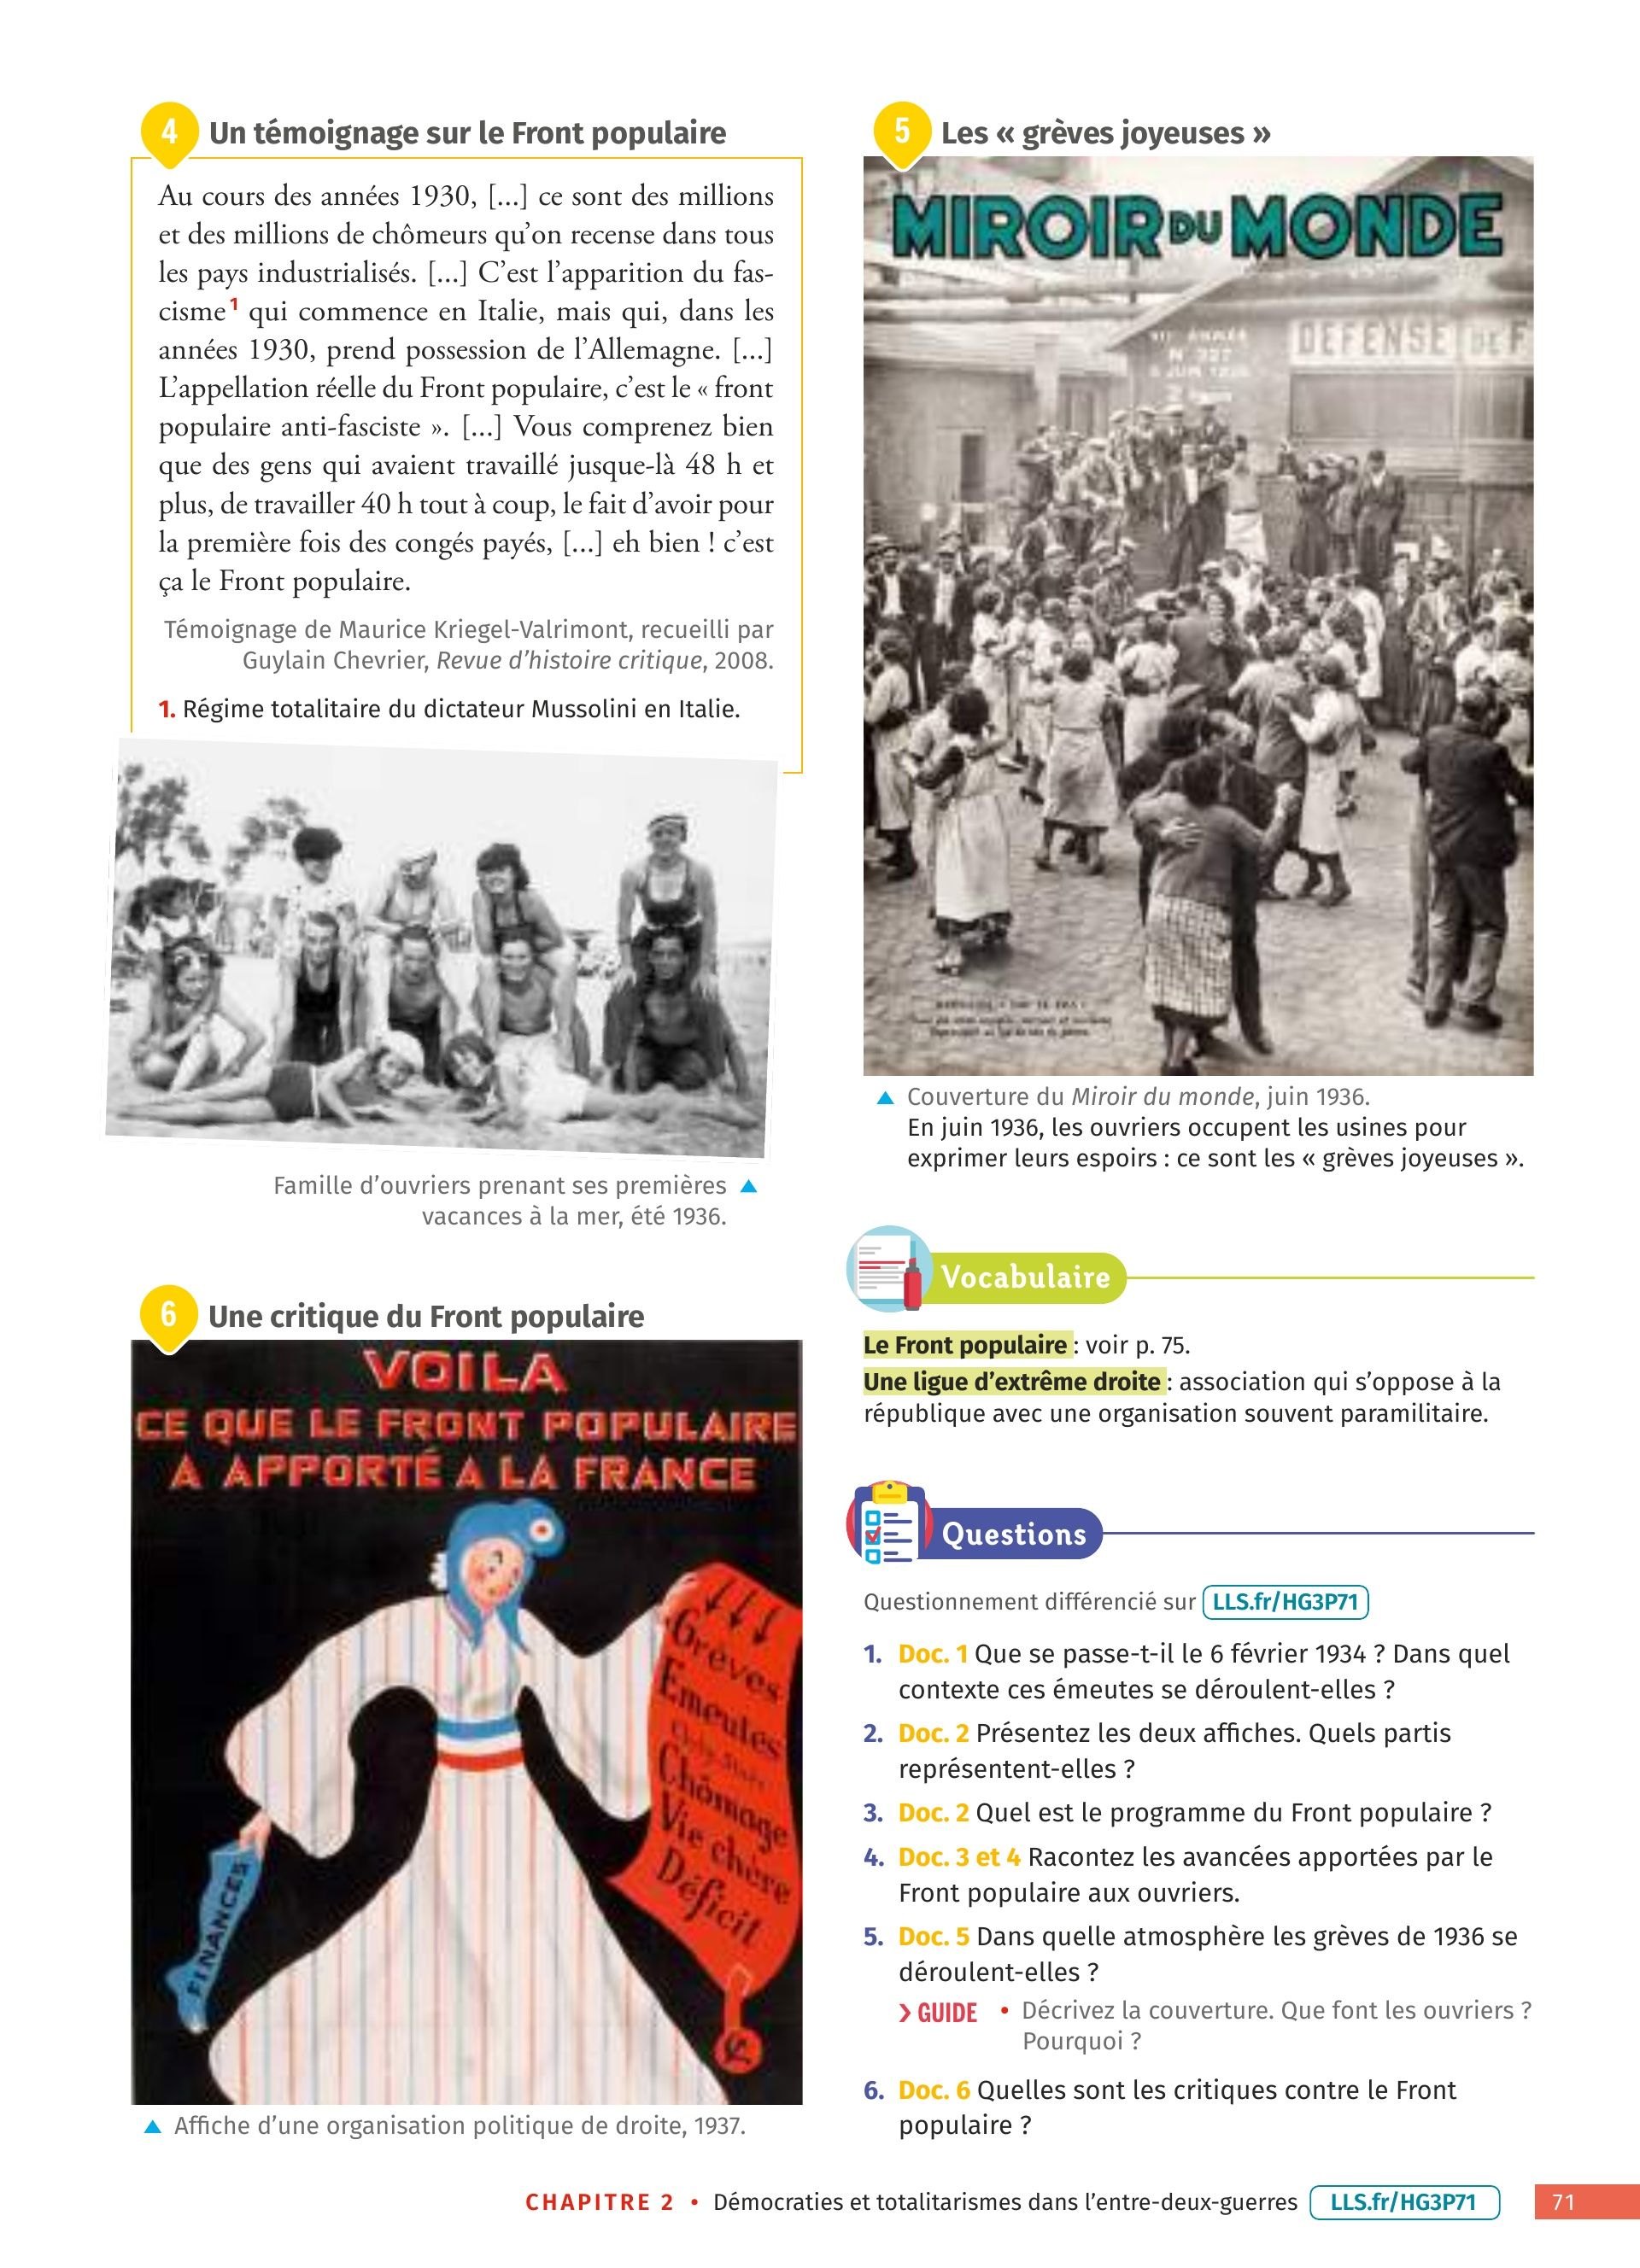 4 Un témoignage sur le Front populaire
Au cours des années 1930, [...] ce sont des millions
et des millions de chômeurs qu'on recense dans tous
les pays industrialisés. [...] C'est l'apparition du fas-
cisme¹ qui commence en Italie, mais qui, dans les
années 1930, prend possession de l'Allemagne. [...]
L'appellation réelle du Front populaire, c'est le « front
populaire anti-fasciste ». [...] Vous comprenez bien
que des gens qui avaient travaillé jusque-là 48 h et
plus, de travailler 40 h tout à coup, le fait d'avoir pour
la première fois des congés payés, [...] eh bien ! c'est
ça le Front populaire.
Témoignage de Maurice Kriegel-Valrimont, recueilli par
Guylain Chevrier, Revue d'histoire critique, 2008.
1. Régime totalitaire du dictateur Mussolini en Italie.
Famille d'ouvriers prenant ses premières
vacances à la mer, été 1936.
6 Une critique du Front populaire
VOILA
CE QUE LE FRONT POPULAIRE
A APPORTÉ A LA FRANCE
Grèves
Emeutes
Chômage
Vie chère
Déficit
FINANCES
Affiche d'une organisation politique de droite, 1937.
5 Les « grèves joyeuses »
MIROIR DU MONDE
DEFENSE DE F
Couverture du Miroir du monde, juin 1936.
En juin 1936, les ouvriers occupent les usines pour
exprimer leurs espoirs : ce sont les « grèves joyeuses ».
Vocabulaire
Le Front populaire : voir p. 75.
Une ligue d'extrême droite : association qui s'oppose à la
république avec une organisation souvent paramilitaire.
Questions
Questionnement différencié sur LLS.fr/HG3P71
1. Doc. 1 Que se passe-t-il le 6 février 1934 ? Dans quel
contexte ces émeutes se déroulent-elles ?
2. Doc. 2 Présentez les deux affiches. Quels partis
représentent-elles ?
3. Doc. 2 Quel est le programme du Front populaire ?
4. Doc. 3 et 4 Racontez les avancées apportées par le
Front populaire aux ouvriers.
5. Doc. 5 Dans quelle atmosphère les grèves de 1936 se
déroulent-elles ?
GUIDE • Décrivez la couverture. Que font les ouvriers ?
Pourquoi ?
6. Doc. 6 Quelles sont les critiques contre le Front
populaire ?
CHAPITRE 2 • Démocraties et totalitarismes dans l'entre-deux-guerres LLS.fr/HG3P71 71